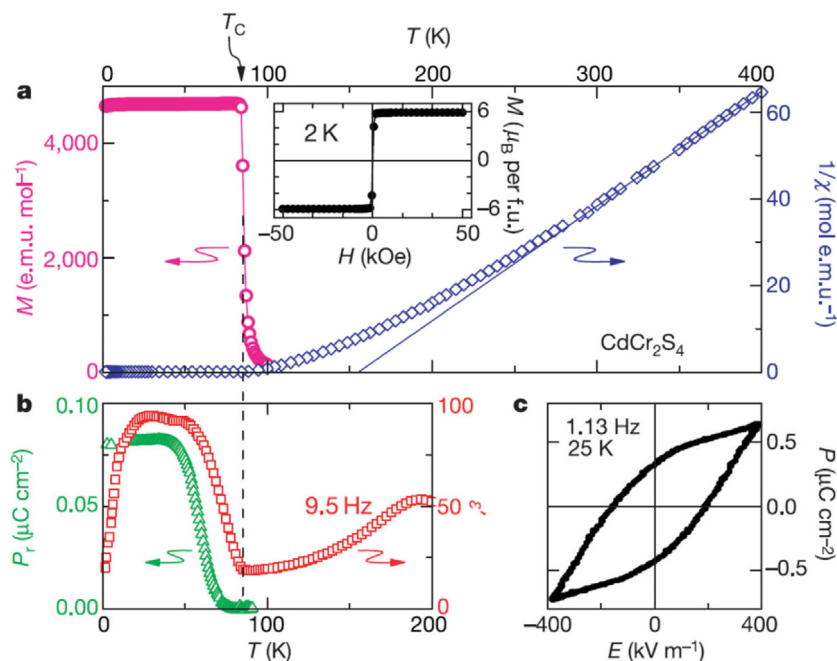 T_C
T (K)
0 100 200 300 400
a
4,000
2,000
0
M (e.m.u. mol⁻¹)
2 K
6
0
−6
M (μ_B per f.u.)
−50 0 50
H (kOe)
60
40
20
0
1/χ (mol e.m.u.⁻¹)
CdCr₂S₄
b
0.10
0.05
0.00
P_r (μC cm⁻²)
9.5 Hz
100
50
0
ε′
0 50 100 150 200
T (K)
c
1.13 Hz
25 K
0.5
0.0
−0.5
P (μC cm⁻²)
−400 0 400
E (kV m⁻¹)